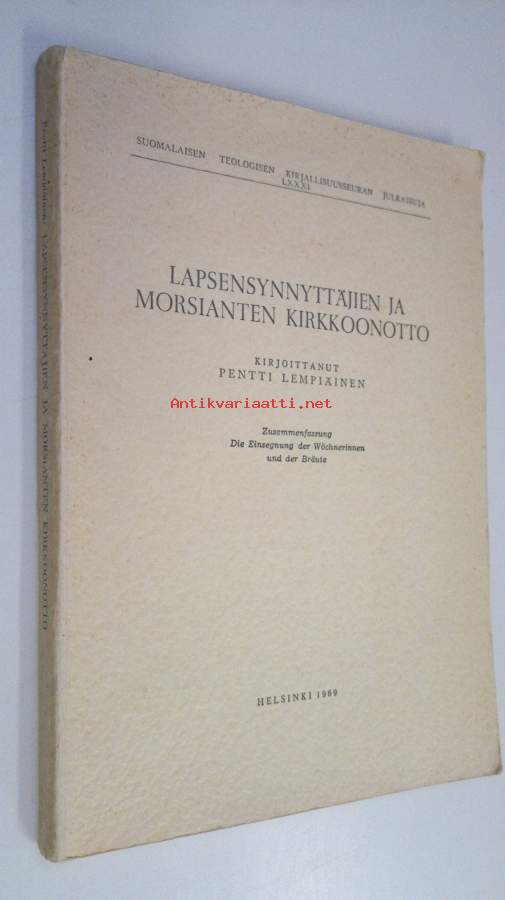 SUOMALAISEN TEOLOGISEN KIRJALLISUUSSEURAN JULKAISUJA
LXXXI
LAPSENSYNNYTTÄJIEN JA
MORSIANTEN KIRKKOONOTTO
KIRJOITTANUT
PENTTI LEMPIÄINEN
Antikvariaatti.net
Zusammenfassung
Die Einsegnung der Wöchnerinnen
und der Bräute
HELSINKI 1969
Pentti Lempiäinen: LAPSENSYNNYTTÄJIEN JA MORSIANTEN KIRKKOONOTTO